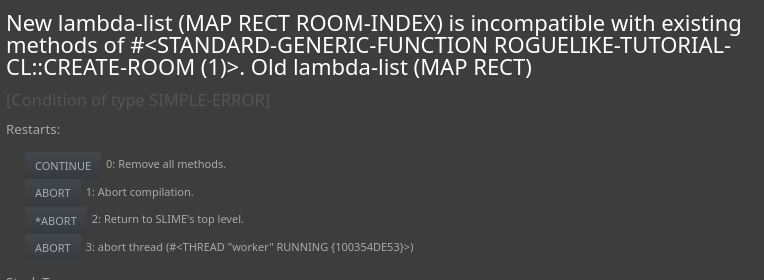 New lambda-list (MAP RECT ROOM-INDEX) is incompatible with existing
methods of #<STANDARD-GENERIC-FUNCTION ROGUELIKE-TUTORIAL-
CL::CREATE-ROOM (1)>. Old lambda-list (MAP RECT)
[Condition of type SIMPLE-ERROR]
Restarts:
CONTINUE 0: Remove all methods.
ABORT 1: Abort compilation.
*ABORT 2: Return to SLIME's top level.
ABORT 3: abort thread (#<THREAD "worker" RUNNING {100354DE53}>)